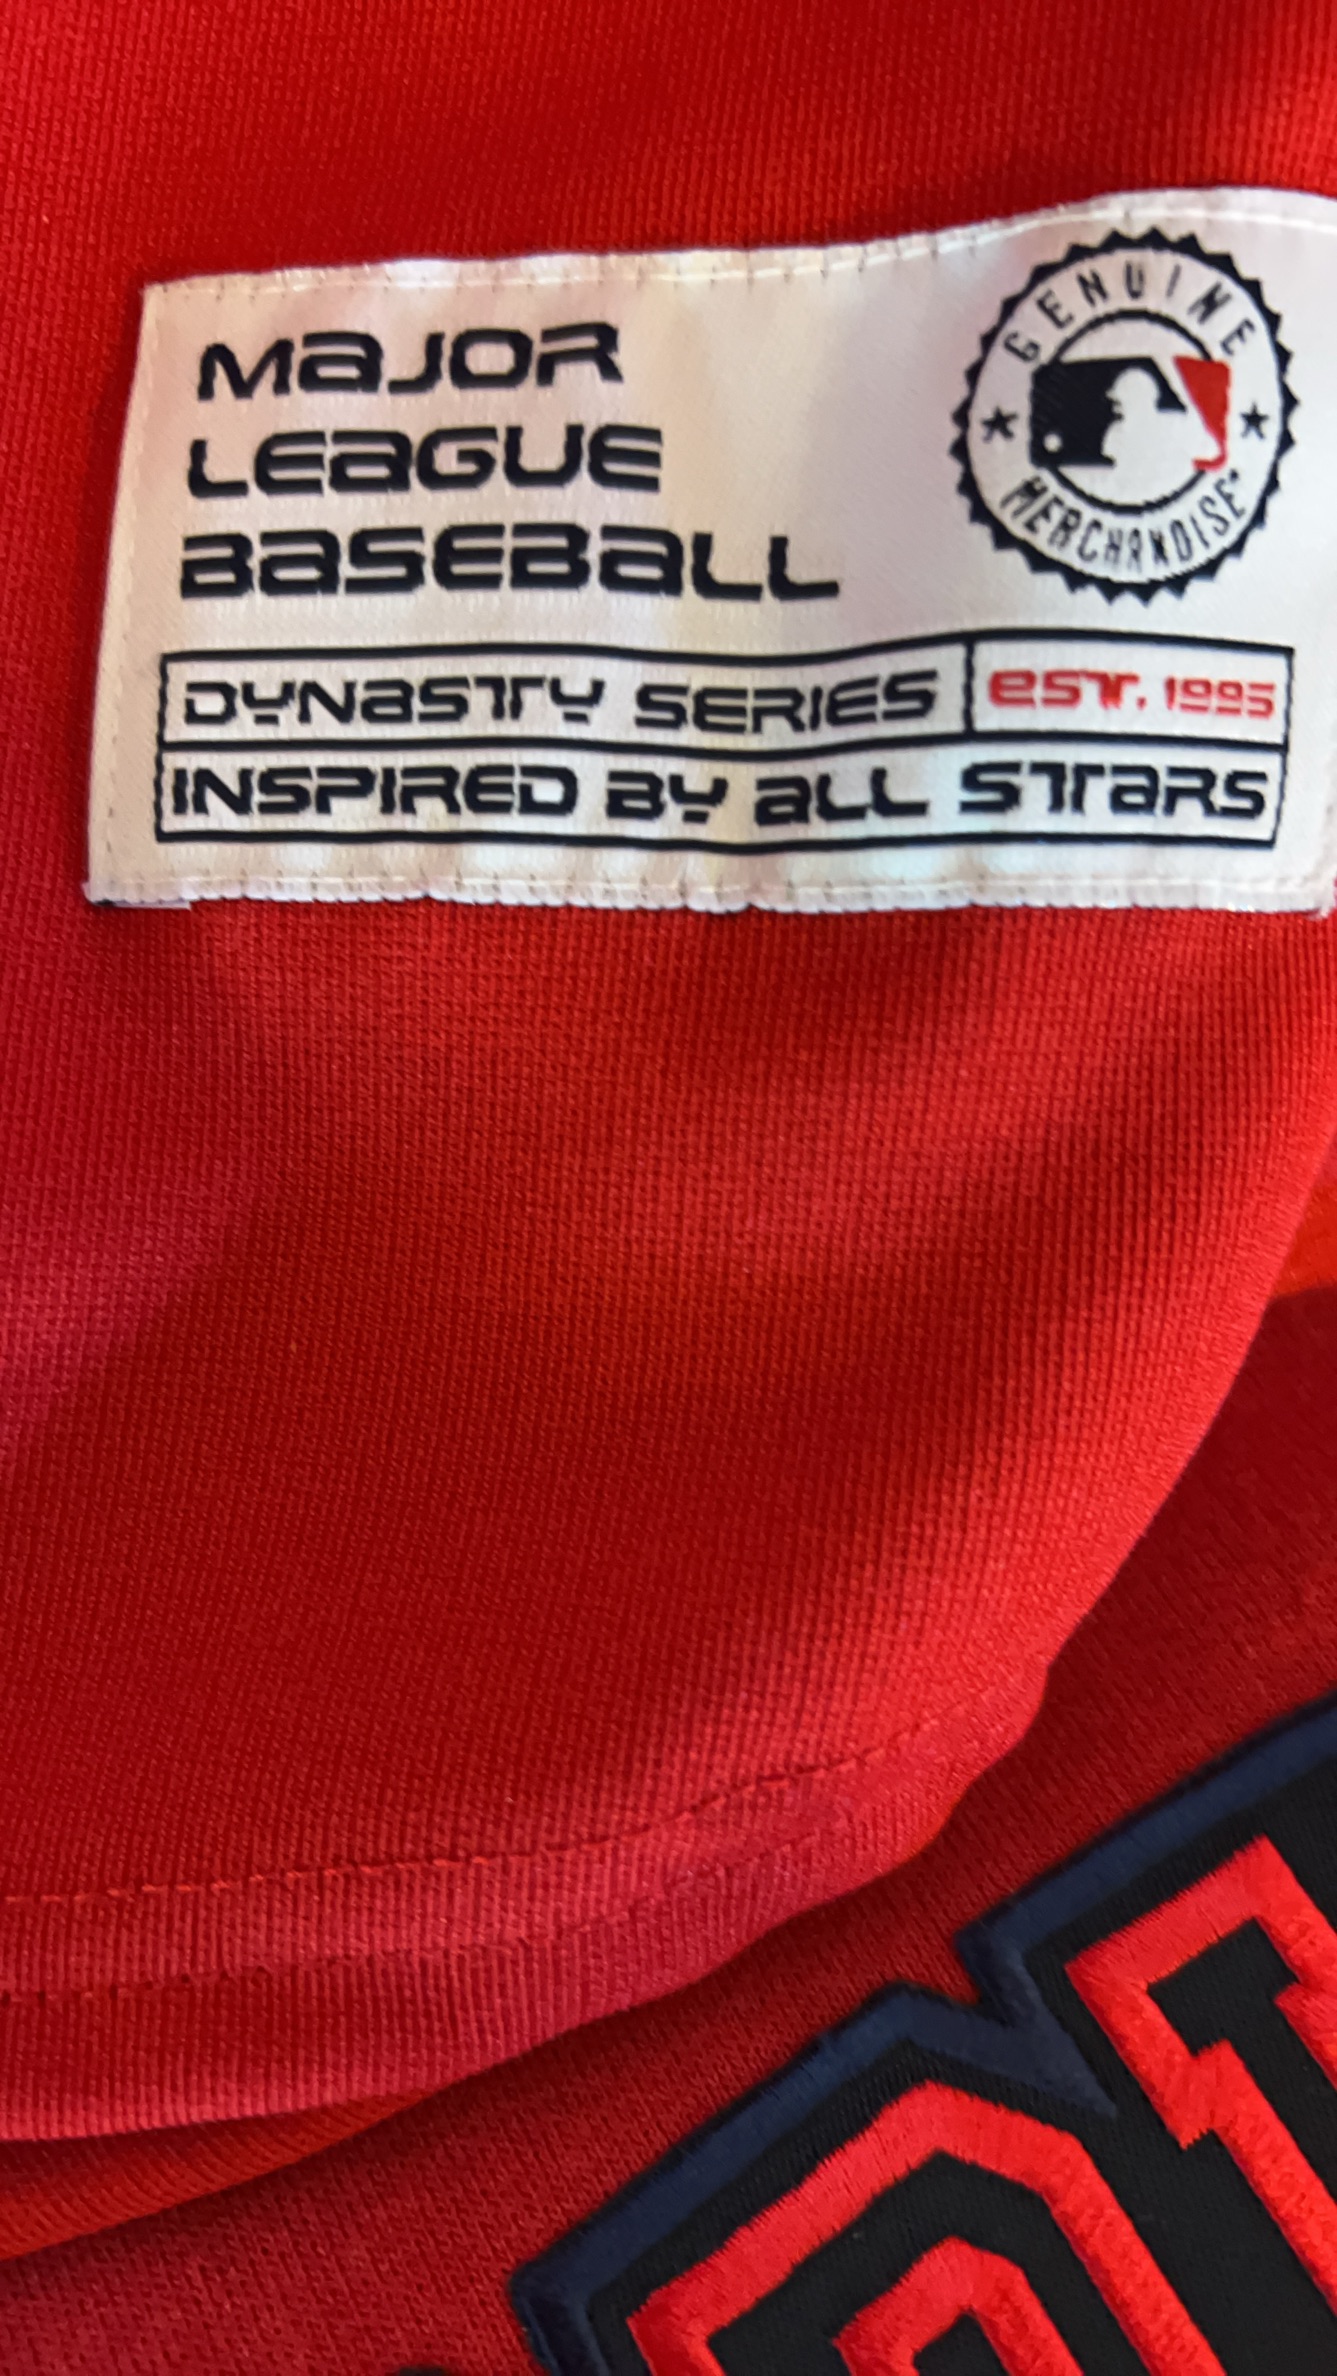 MaJOR
LEaGUE
BaSEBaLL
GENUINE
MERCHANDISE
DYNaSTY SERIES
EST. 1995
INSPIRED BY aLL STaRS